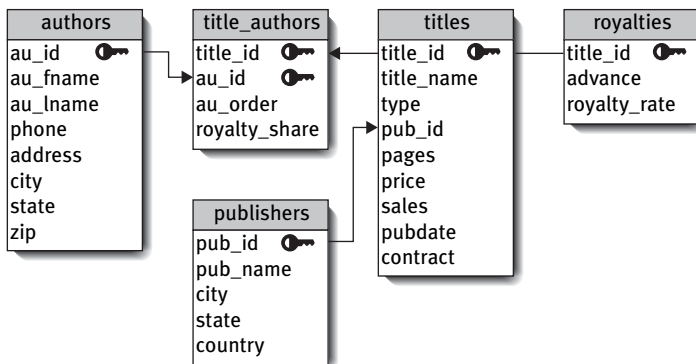 authors
au_id
au_fname
au_lname
phone
address
city
state
zip
title_authors
title_id
au_id
au_order
royalty_share
titles
title_id
title_name
type
pub_id
pages
price
sales
pubdate
contract
royalties
title_id
advance
royalty_rate
publishers
pub_id
pub_name
city
state
country